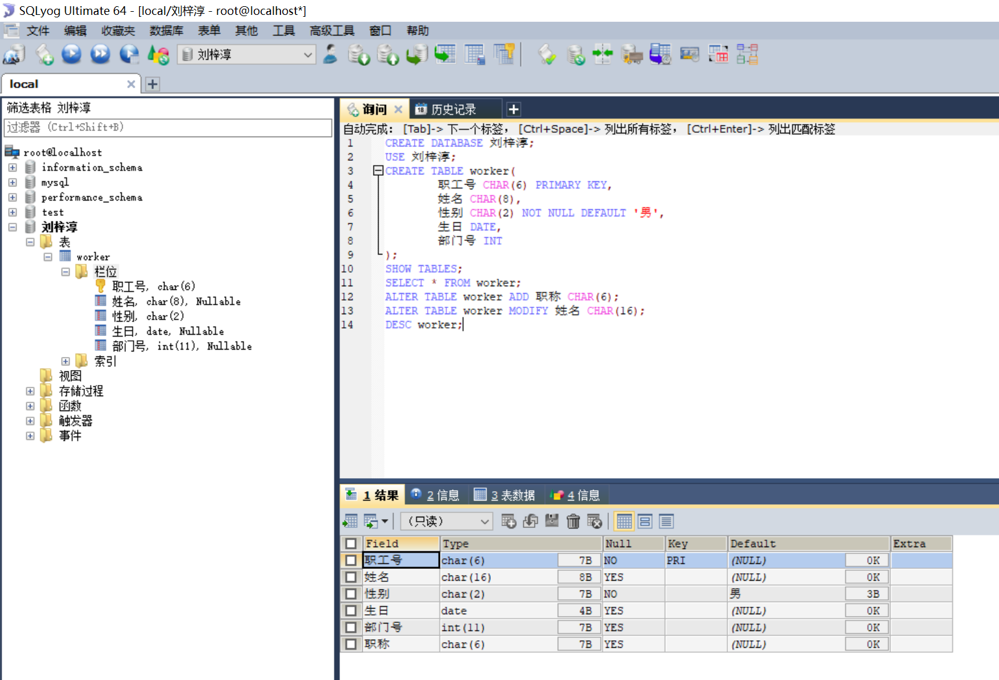 SQLyog Ultimate 64 - [local/刘梓淳 - root@localhost*]
文件 编辑 收藏夹 数据库 表单 其他 工具 高级工具 窗口 帮助
刘梓淳
local
筛选表格 刘梓淳
过滤器 (Ctrl+Shift+B)
root@localhost
information_schema
mysql
performance_schema
test
刘梓淳
表
worker
栏位
职工号, char(6)
姓名, char(8), Nullable
性别, char(2)
生日, date, Nullable
部门号, int(11), Nullable
索引
视图
存储过程
函数
触发器
事件
询问 18 历史记录
自动完成: [Tab]-> 下一个标签， [Ctrl+Space]-> 列出所有标签， [Ctrl+Enter]-> 列出匹配标签
1 CREATE DATABASE 刘梓淳;
2 USE 刘梓淳;
3 CREATE TABLE worker(
4 职工号 CHAR(6) PRIMARY KEY,
5 姓名 CHAR(8),
6 性别 CHAR(2) NOT NULL DEFAULT '男',
7 生日 DATE,
8 部门号 INT
9 );
10 SHOW TABLES;
11 SELECT * FROM worker;
12 ALTER TABLE worker ADD 职称 CHAR(6);
13 ALTER TABLE worker MODIFY 姓名 CHAR(16);
14 DESC worker;
1 结果 2 信息 3 表数据 4 信息
(只读)
Field Type Null Key Default Extra
职工号 char(6) 7B NO PRI (NULL) 0K
姓名 char(16) 8B YES (NULL) 0K
性别 char(2) 7B NO 男 3B
生日 date 4B YES (NULL) 0K
部门号 int(11) 7B YES (NULL) 0K
职称 char(6) 7B YES (NULL) 0K